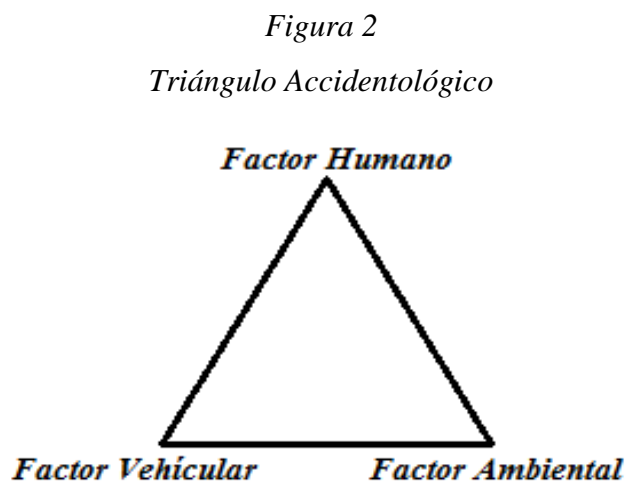 Figura 2
Triángulo Accidentológico
Factor Humano
Factor Vehícular
Factor Ambiental